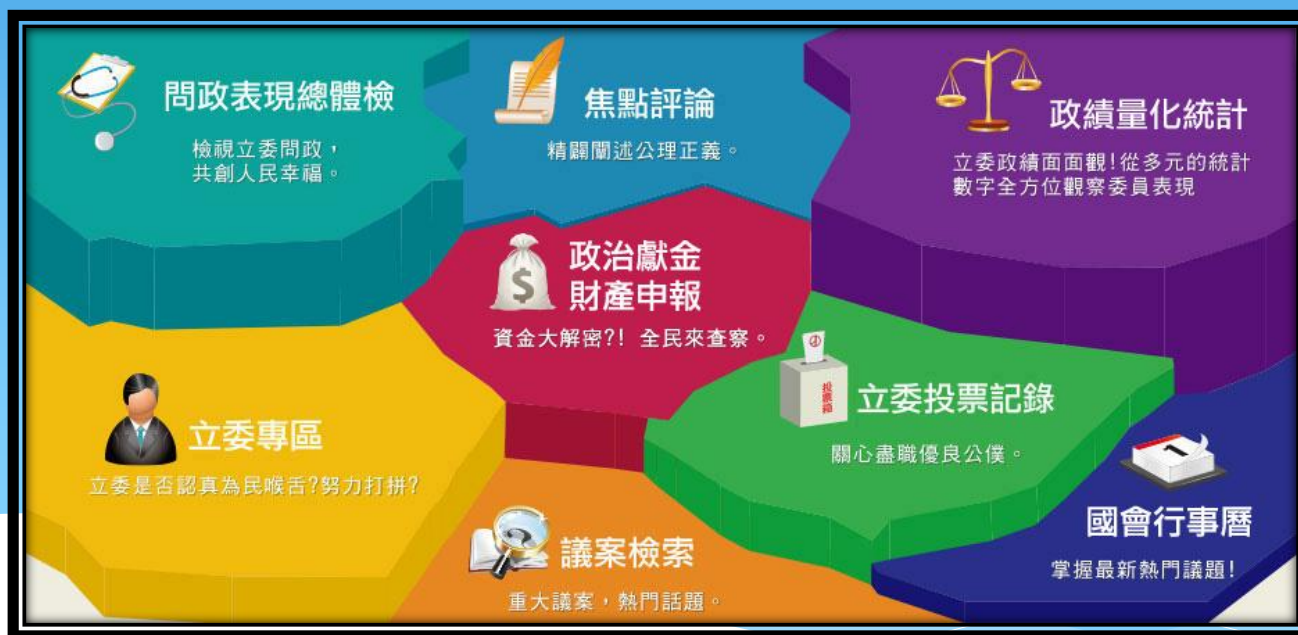 問政表現總體檢
檢視立委問政，
共創人民幸福。
焦點評論
精闢闡述公理正義。
政績量化統計
立委政績面面觀!從多元的統計
數字全方位觀察委員表現
政治獻金
財產申報
$
資金大解密?! 全民來查察。
立委專區
立委是否認真為民喉舌?努力打拼?
投票箱
立委投票記錄
關心盡職優良公僕。
議案檢索
重大議案，熱門話題。
1
國會行事曆
掌握最新熱門議題!